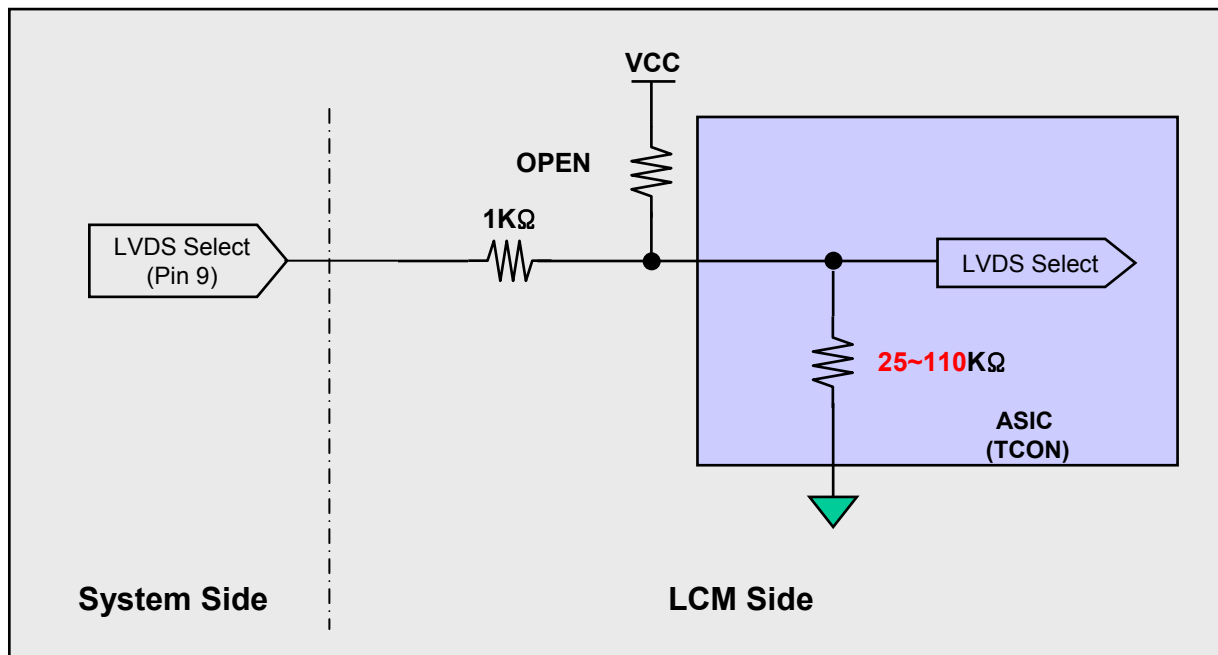 VCC
OPEN
1KΩ
LVDS Select
(Pin 9)
LVDS Select
25~110KΩ
ASIC
(TCON)
System Side
LCM Side